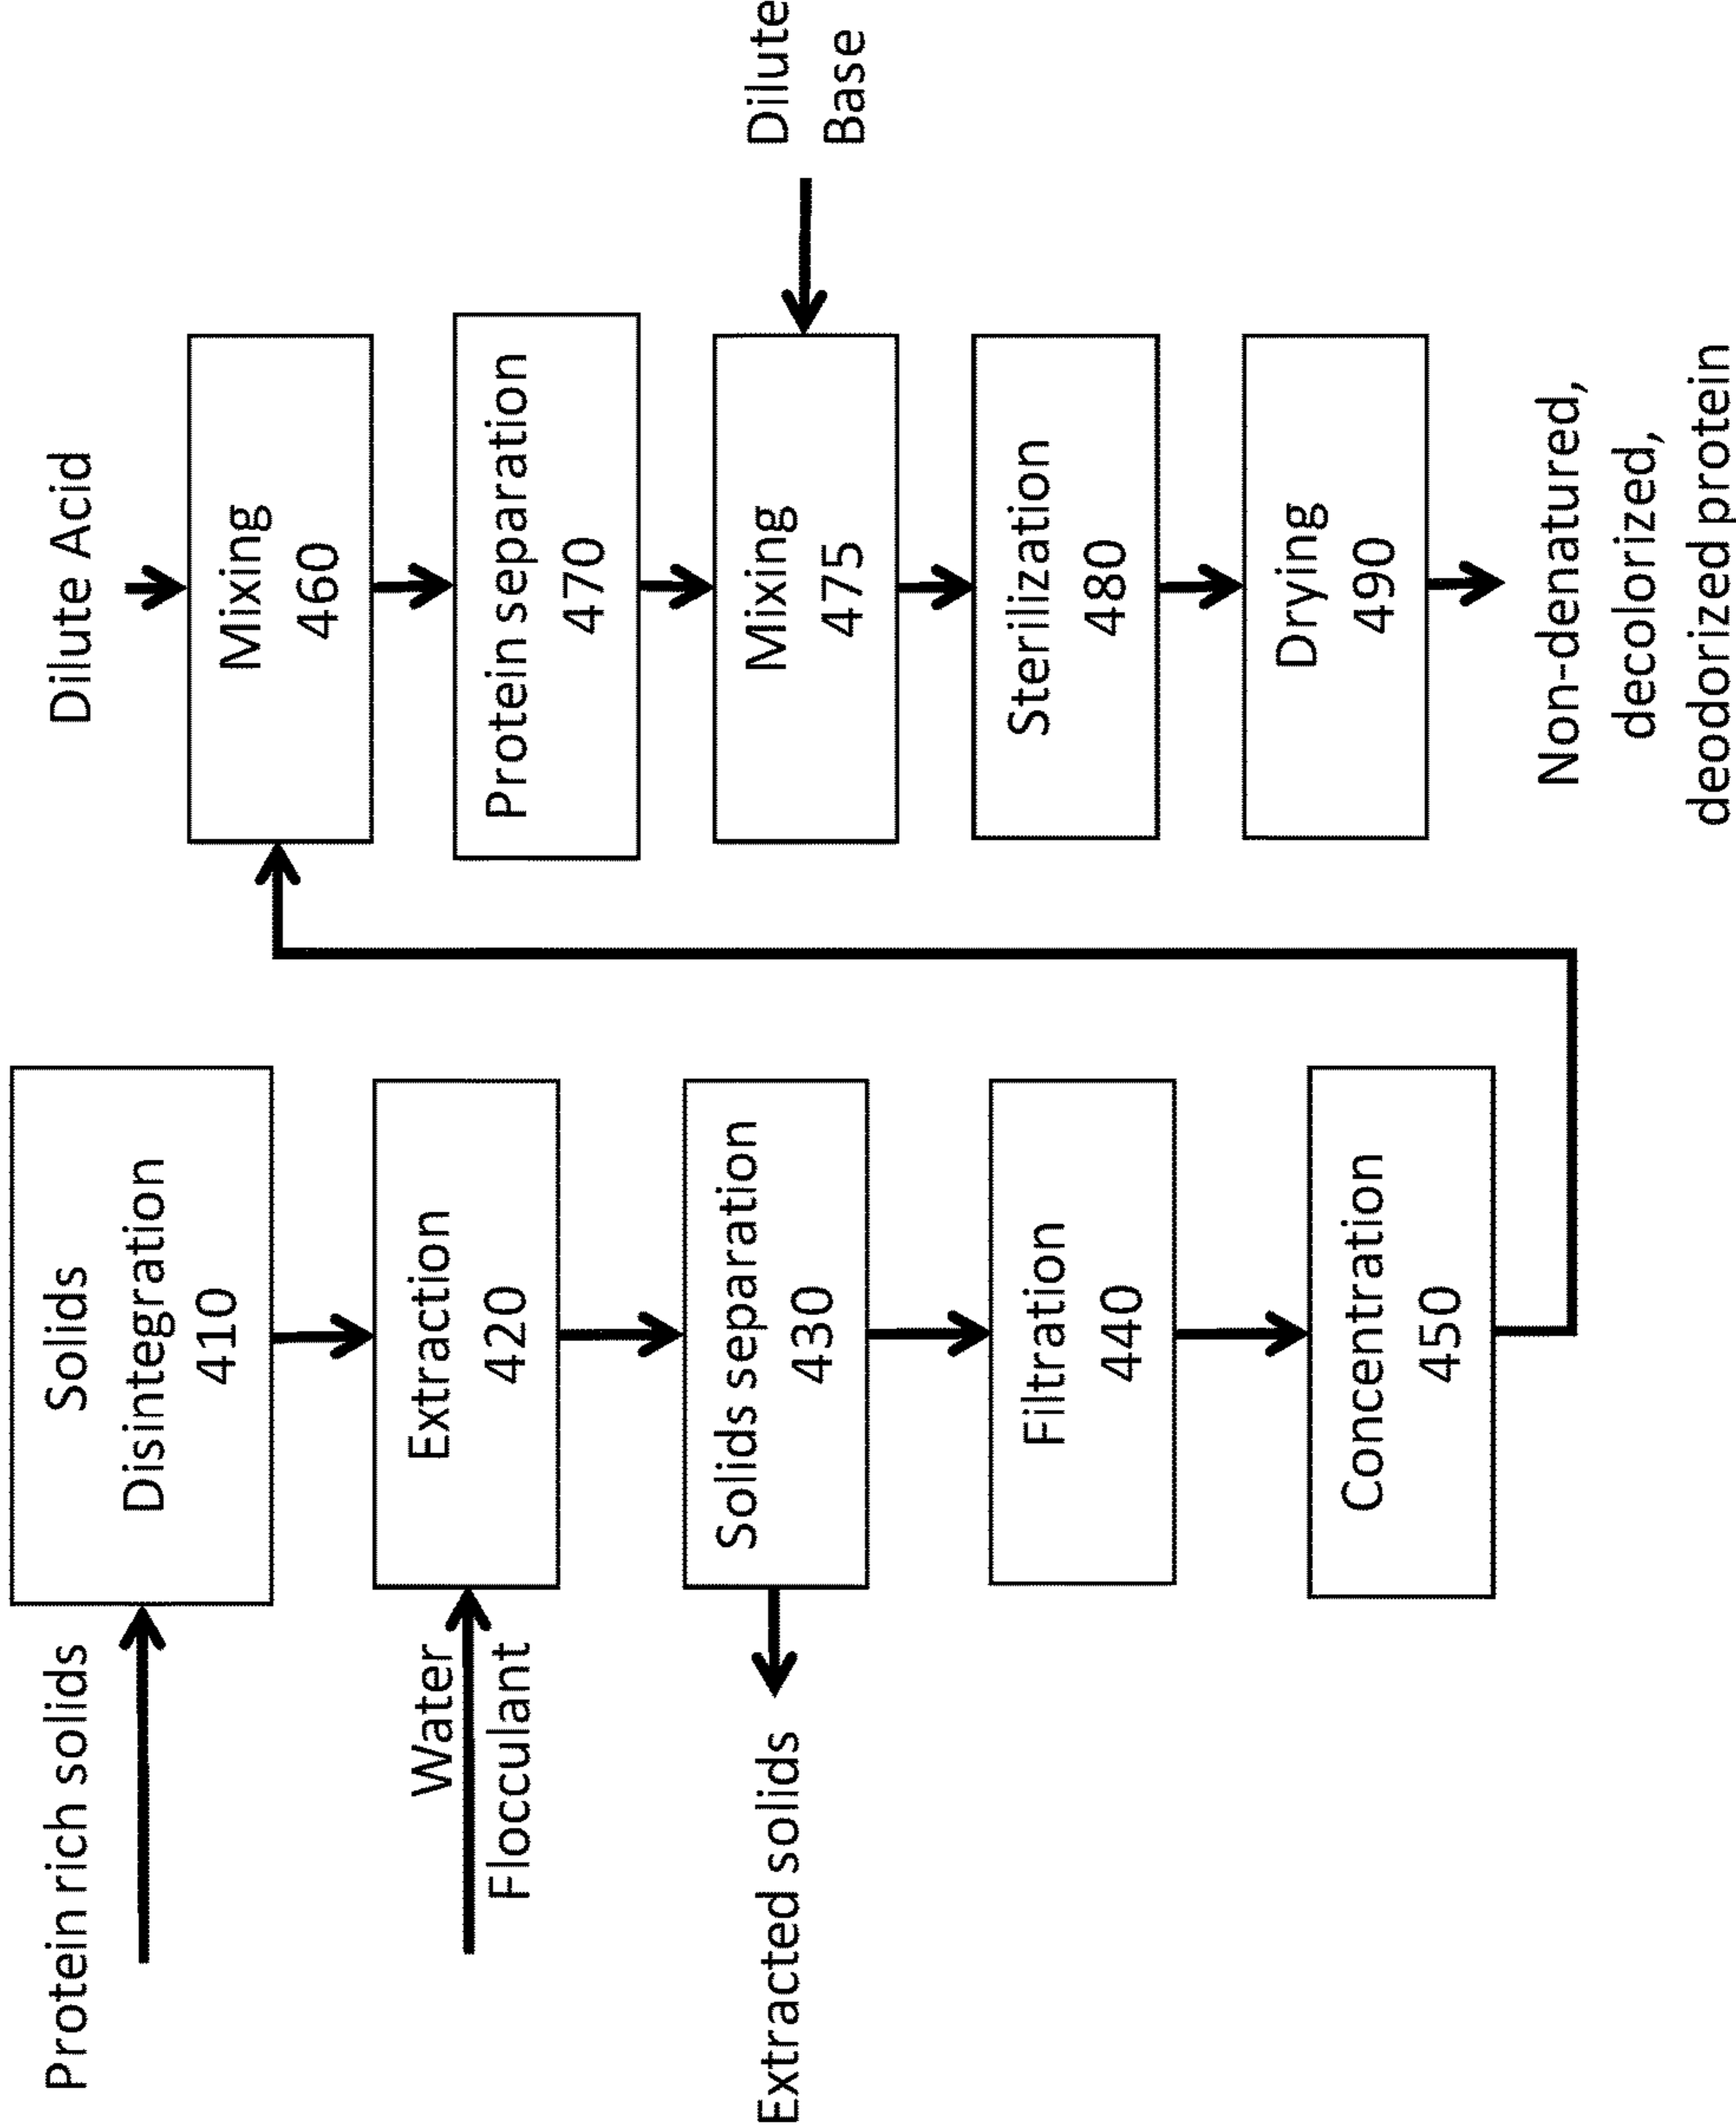 Protein rich solids
Solids
Disintegration
410
Water
Flocculant
Extraction
420
Solids separation
430
Extracted solids
Filtration
440
Concentration
450
Dilute Acid
Mixing
460
Protein separation
470
Mixing
475
Dilute
Base
Sterilization
480
Drying
490
Non-denatured,
decolorized,
deodorized protein